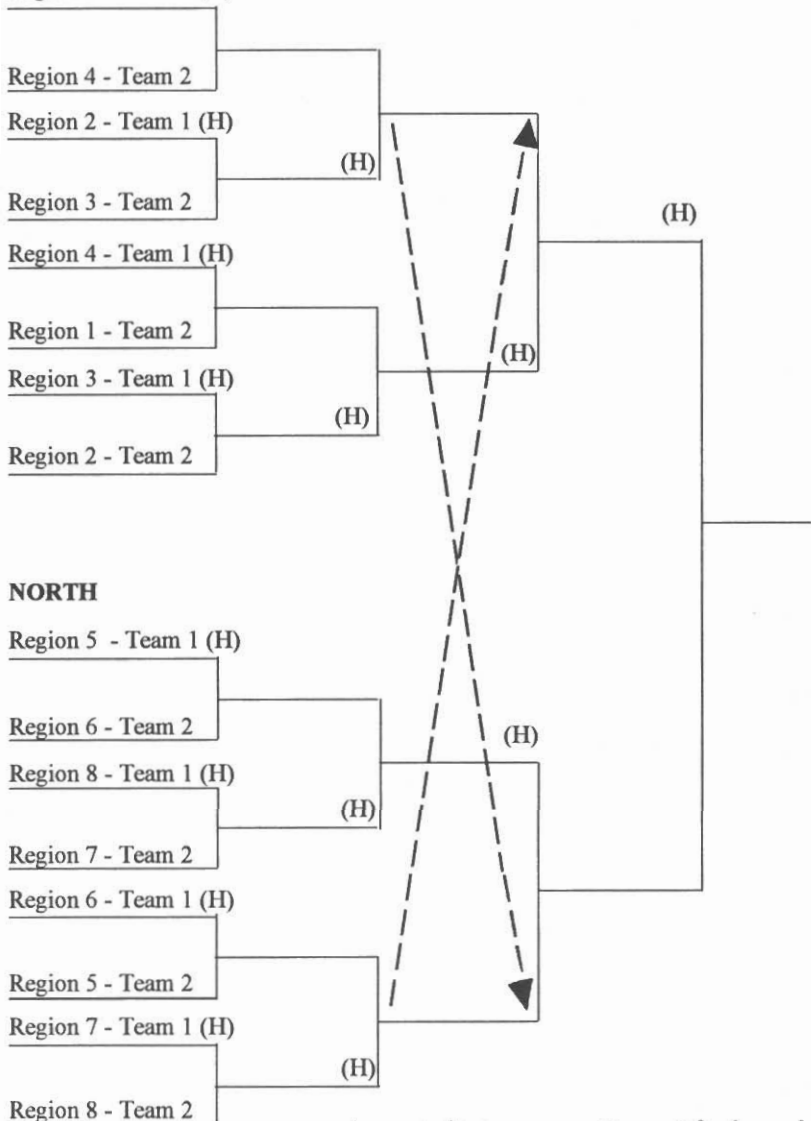 Region 4 - Team 2
Region 2 - Team 1 (H)
(H)
Region 3 - Team 2
(H)
Region 4 - Team 1 (H)
Region 1 - Team 2
(H)
Region 3 - Team 1 (H)
(H)
Region 2 - Team 2
NORTH
Region 5 - Team 1 (H)
Region 6 - Team 2
(H)
Region 8 - Team 1 (H)
(H)
Region 7 - Team 2
Region 6 - Team 1 (H)
Region 5 - Team 2
Region 7 - Team 1 (H)
(H)
Region 8 - Team 2